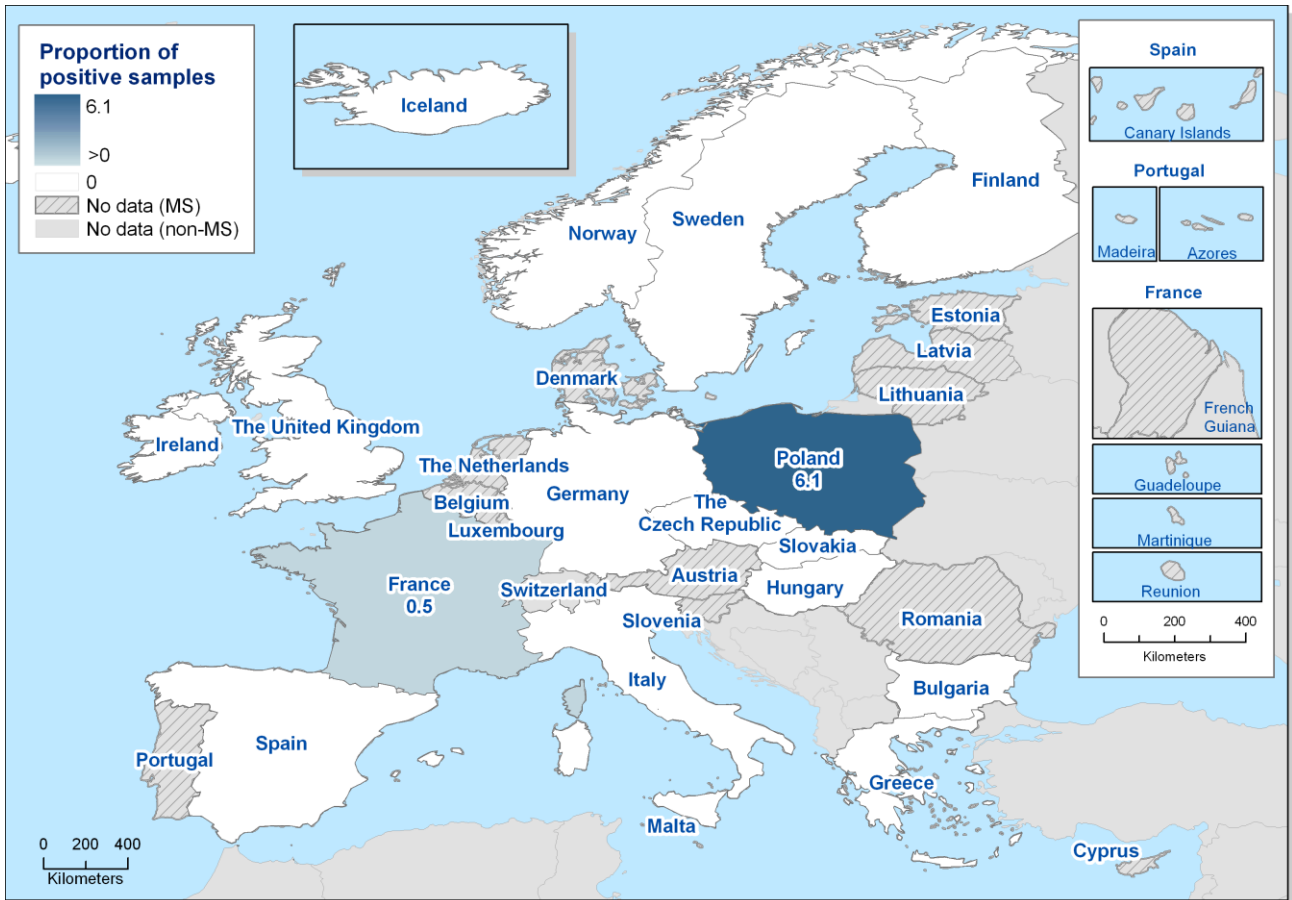 Proportion of
positive samples
6.1
>0
0
No data (MS)
No data (non-MS)
Iceland
Spain
Canary Islands
Portugal
Madeira
Azores
France
French
Guiana
Guadeloupe
Martinique
Reunion
0 200 400
Kilometers
Finland
Sweden
Norway
Estonia
Latvia
Denmark
Lithuania
The United Kingdom
Ireland
Poland
6.1
The Netherlands
Germany
Belgium
The
Czech Republic
Luxembourg
Slovakia
Austria
France
0.5
Switzerland
Hungary
Slovenia
Romania
Italy
Bulgaria
Spain
Portugal
Greece
Malta
Cyprus
0 200 400
Kilometers